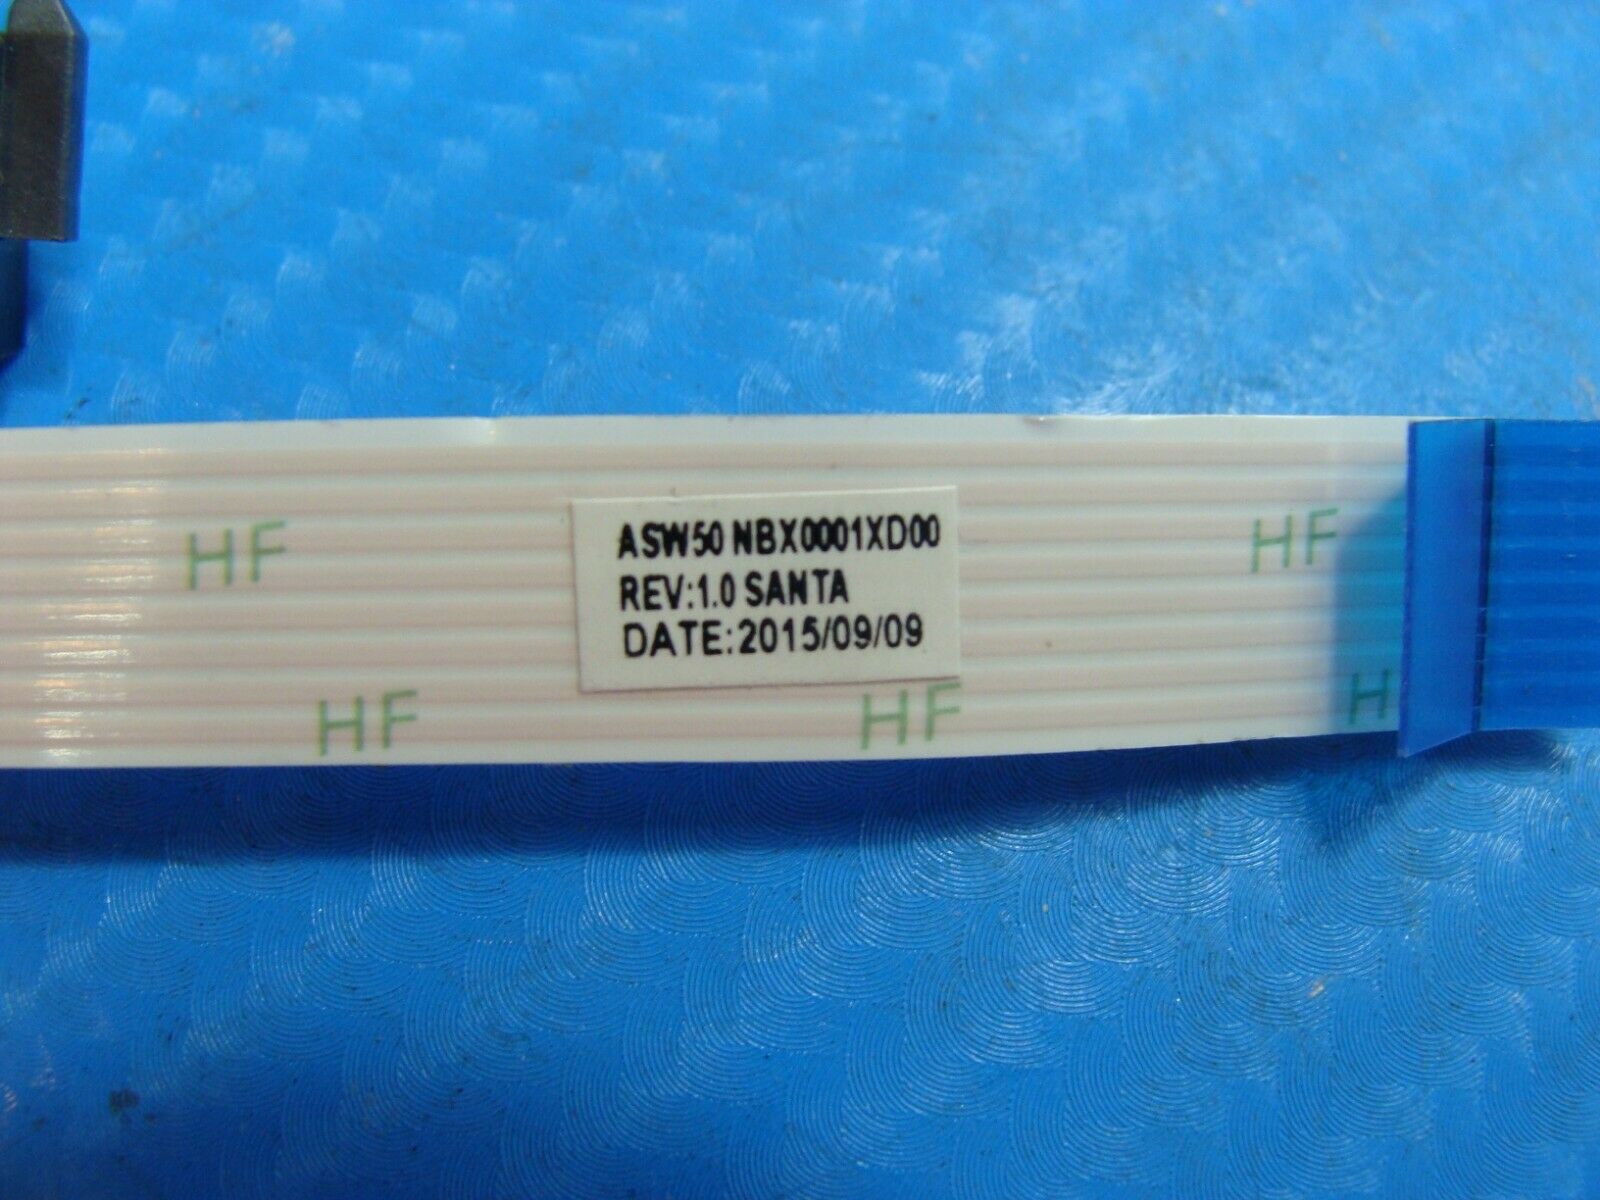 HF
HF
ASW50 NBX0001XD00
REV:1.0 SANTA
DATE:2015/09/09
HF
HF
H